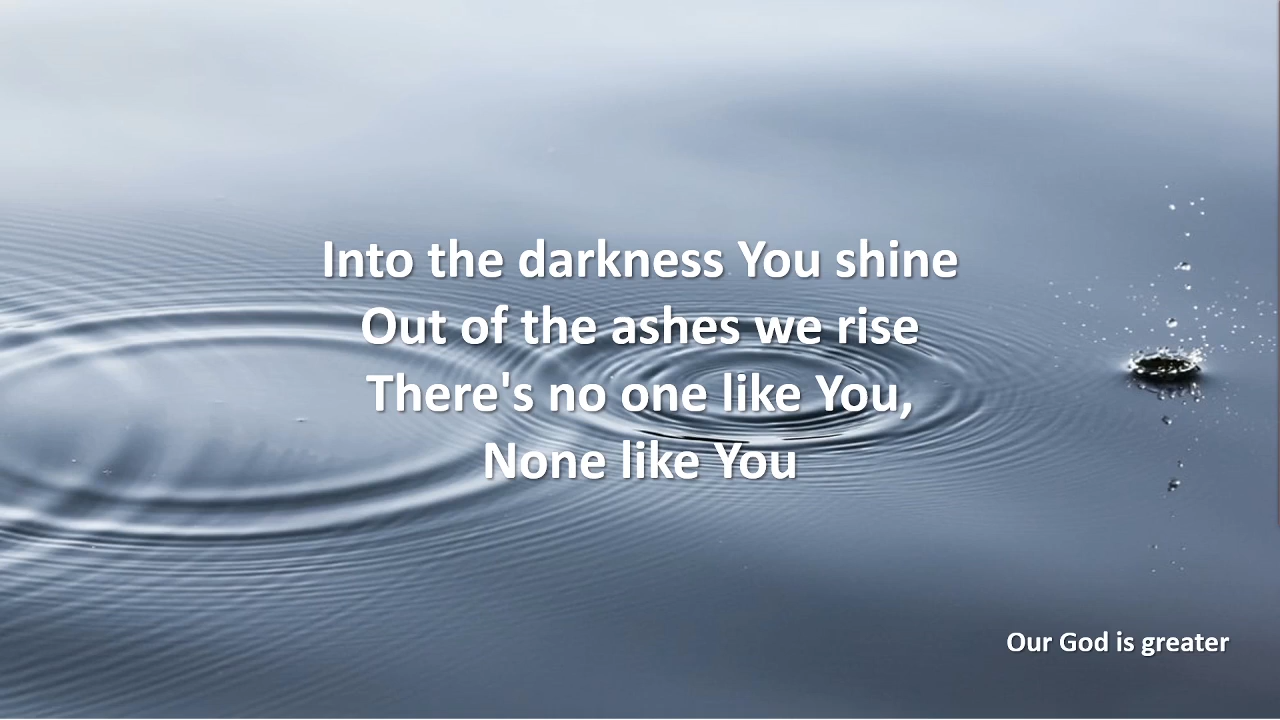 Into the darkness You shine
Out of the ashes we rise
There's no one like You,
None like You
Our God is greater